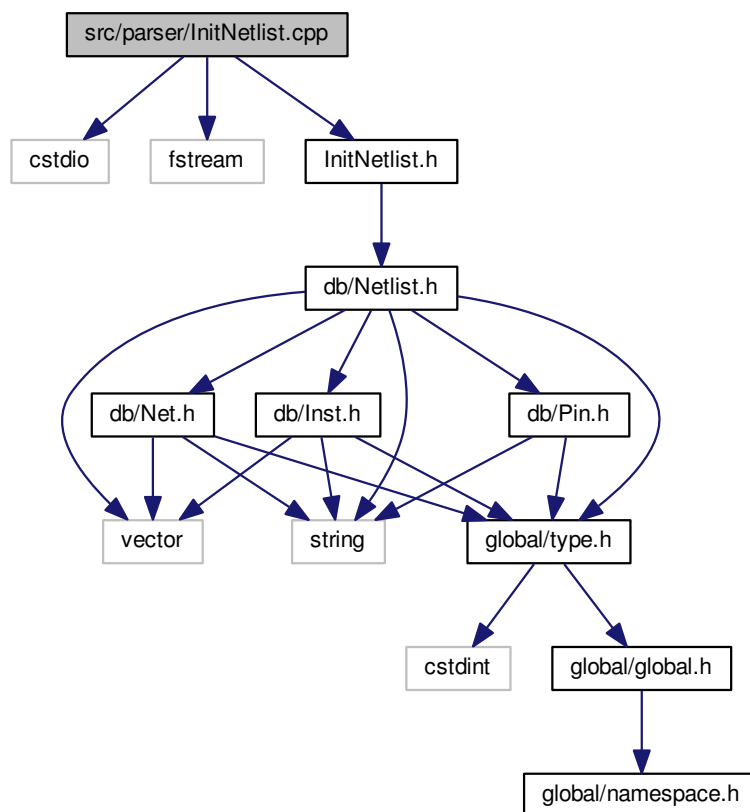 src/parser/InitNetlist.cpp
cstdio
fstream
InitNetlist.h
db/Netlist.h
db/Net.h
db/Inst.h
db/Pin.h
vector
string
global/type.h
cstdint
global/global.h
global/namespace.h